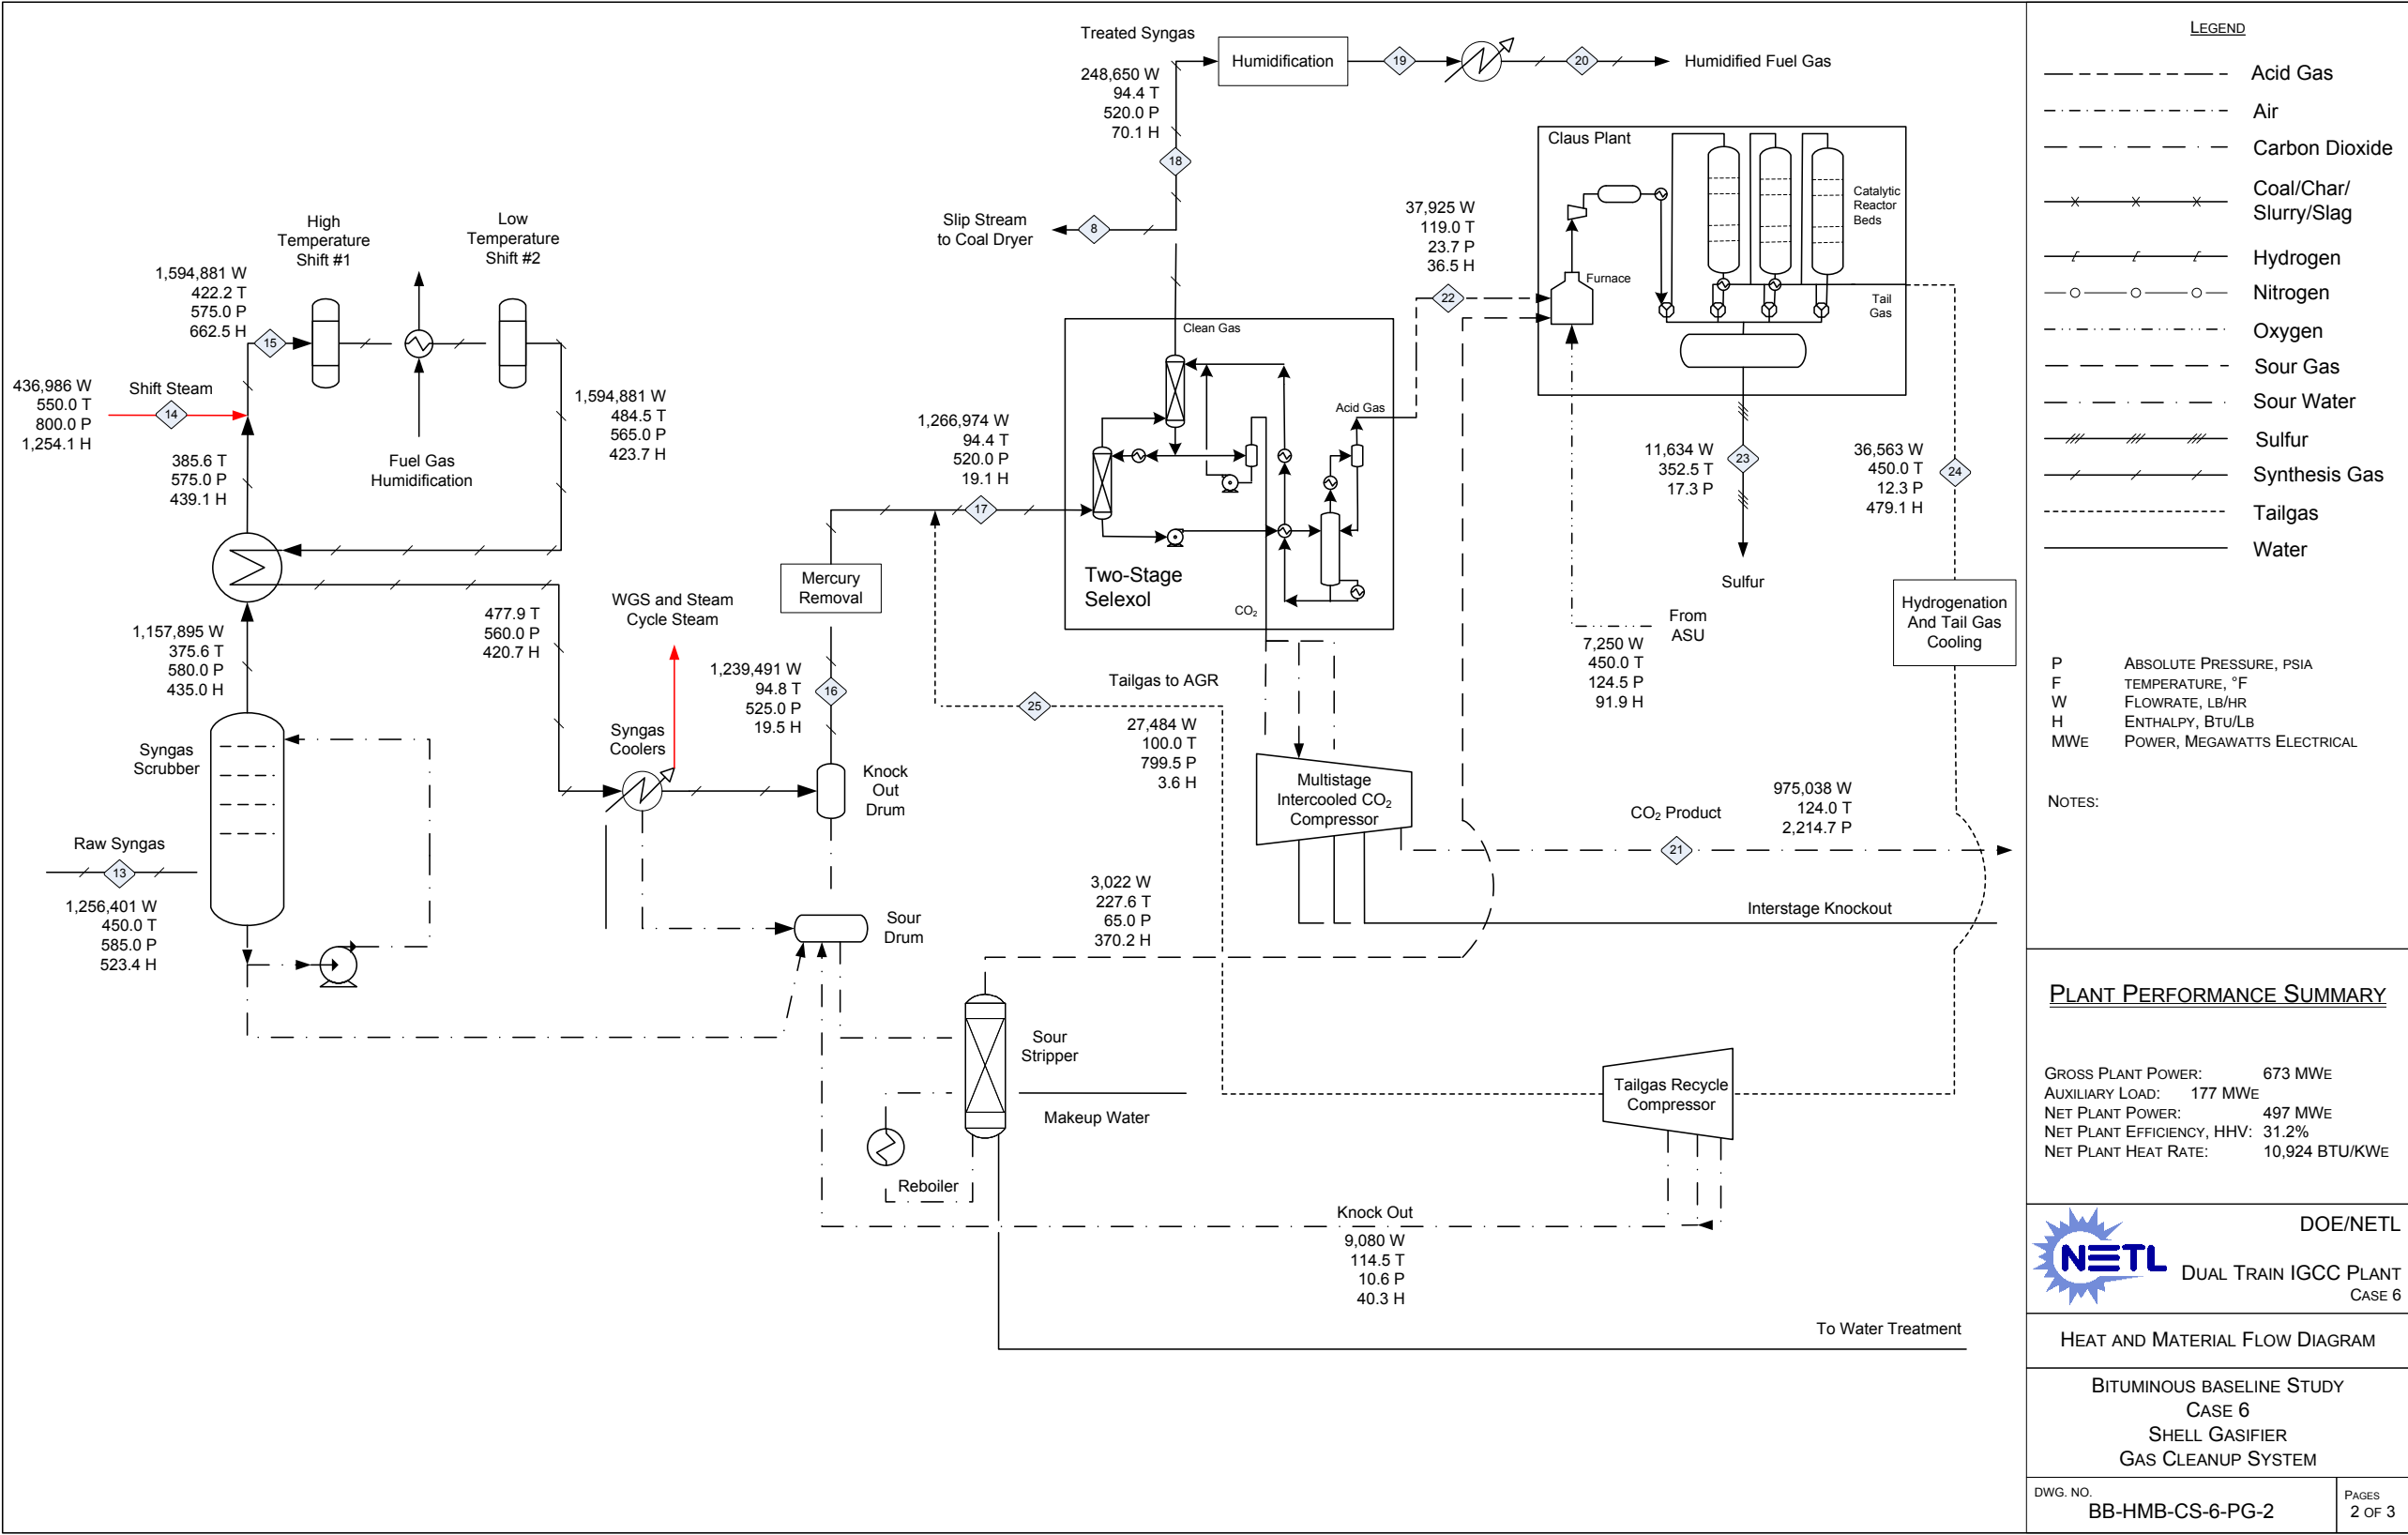 Treated Syngas
248,650 W
94.4 T
520.0 P
70.1 H
Humidification
19
20
Humidified Fuel Gas
18
Slip Stream
to Coal Dryer
8
High
Temperature
Shift #1
Low
Temperature
Shift #2
1,594,881 W
422.2 T
575.0 P
662.5 H
15
436,986 W
550.0 T
800.0 P
1,254.1 H
Shift Steam
14
385.6 T
575.0 P
439.1 H
Fuel Gas
Humidification
1,594,881 W
484.5 T
565.0 P
423.7 H
1,157,895 W
375.6 T
580.0 P
435.0 H
477.9 T
560.0 P
420.7 H
Syngas
Scrubber
Raw Syngas
13
1,256,401 W
450.0 T
585.0 P
523.4 H
WGS and Steam
Cycle Steam
Syngas
Coolers
1,239,491 W
94.8 T
525.0 P
19.5 H
16
Mercury
Removal
Knock
Out
Drum
Sour
Drum
1,266,974 W
94.4 T
520.0 P
19.1 H
17
Clean Gas
Acid Gas
Two-Stage
Selexol
CO2
Tailgas to AGR
25
27,484 W
100.0 T
799.5 P
3.6 H
37,925 W
119.0 T
23.7 P
36.5 H
22
Claus Plant
Furnace
Catalytic
Reactor
Beds
Tail
Gas
11,634 W
352.5 T
17.3 P
23
Sulfur
36,563 W
450.0 T
12.3 P
479.1 H
24
Hydrogenation
And Tail Gas
Cooling
From
ASU
7,250 W
450.0 T
124.5 P
91.9 H
Multistage
Intercooled CO2
Compressor
CO2 Product
975,038 W
124.0 T
2,214.7 P
21
Interstage Knockout
3,022 W
227.6 T
65.0 P
370.2 H
Sour
Stripper
Makeup Water
Reboiler
Tailgas Recycle
Compressor
Knock Out
9,080 W
114.5 T
10.6 P
40.3 H
To Water Treatment
LEGEND
Acid Gas
Air
Carbon Dioxide
Coal/Char/
Slurry/Slag
Hydrogen
Nitrogen
Oxygen
Sour Gas
Sour Water
Sulfur
Synthesis Gas
Tailgas
Water
P ABSOLUTE PRESSURE, PSIA
F TEMPERATURE, °F
W FLOWRATE, LB/HR
H ENTHALPY, BTU/LB
MWE POWER, MEGAWATTS ELECTRICAL
NOTES:
PLANT PERFORMANCE SUMMARY
GROSS PLANT POWER: 673 MWE
AUXILIARY LOAD: 177 MWE
NET PLANT POWER: 497 MWE
NET PLANT EFFICIENCY, HHV: 31.2%
NET PLANT HEAT RATE: 10,924 BTU/KWE
NETL
DOE/NETL
DUAL TRAIN IGCC PLANT
CASE 6
HEAT AND MATERIAL FLOW DIAGRAM
BITUMINOUS BASELINE STUDY
CASE 6
SHELL GASIFIER
GAS CLEANUP SYSTEM
DWG. NO.
BB-HMB-CS-6-PG-2
PAGES
2 OF 3